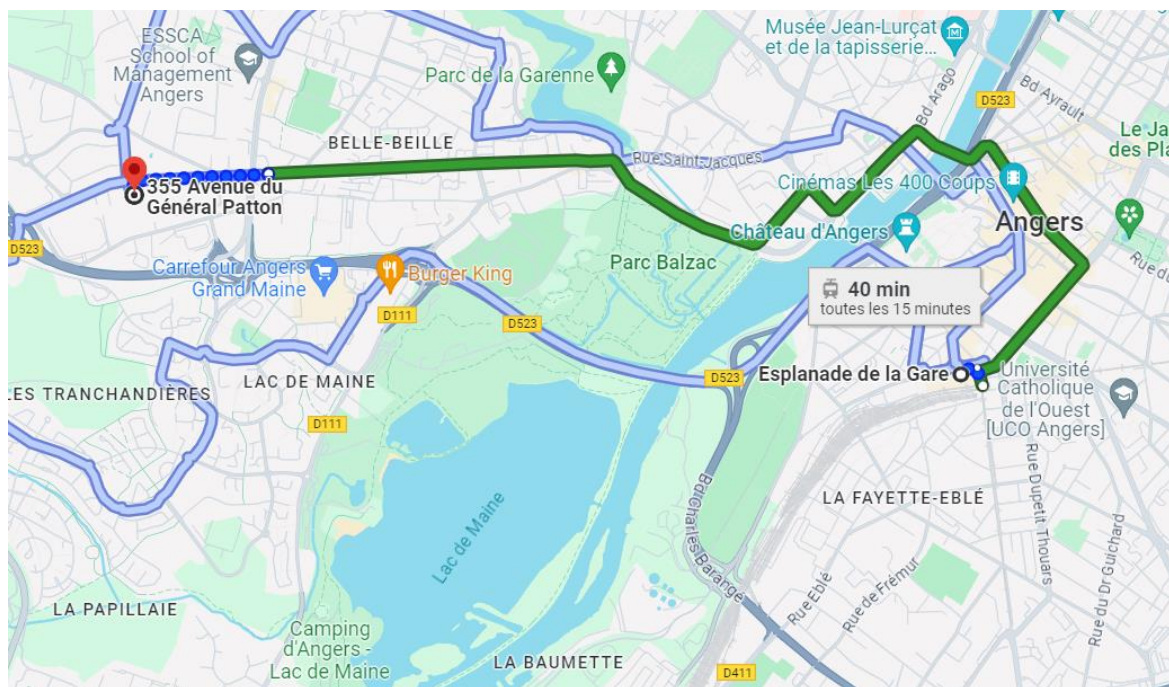 ESSCA
School of
Management
Angers
Parc de la Garenne
Musée Jean-Lurçat
et de la tapisserie...
Bd Arago
D523
Bd Ayrault
Le Ja
des Pla
BELLE-BEILLE
Rue Saint-Jacques
355 Avenue du
Général Patton
Cinémas Les 400 Coups
Angers
Château d'Angers
Rue du
D523
Carrefour Angers
Grand Maine
Burger King
Parc Balzac
40 min
toutes les 15 minutes
D111
D523
LES TRANCHANDIÈRES
LAC DE MAINE
D523
Esplanade de la Gare
Université
Catholique
de l'Ouest
[UCO Angers]
D111
Lac de Maine
Bd Charles Barangé
LA FAYETTE-EBLÉ
Rue Dupetit Thouars
Rue du Dr Guichard
Rue Eblé
Rue de Frémur
LA PAPILLAIE
Camping
d'Angers -
Lac de Maine
LA BAUMETTE
D411